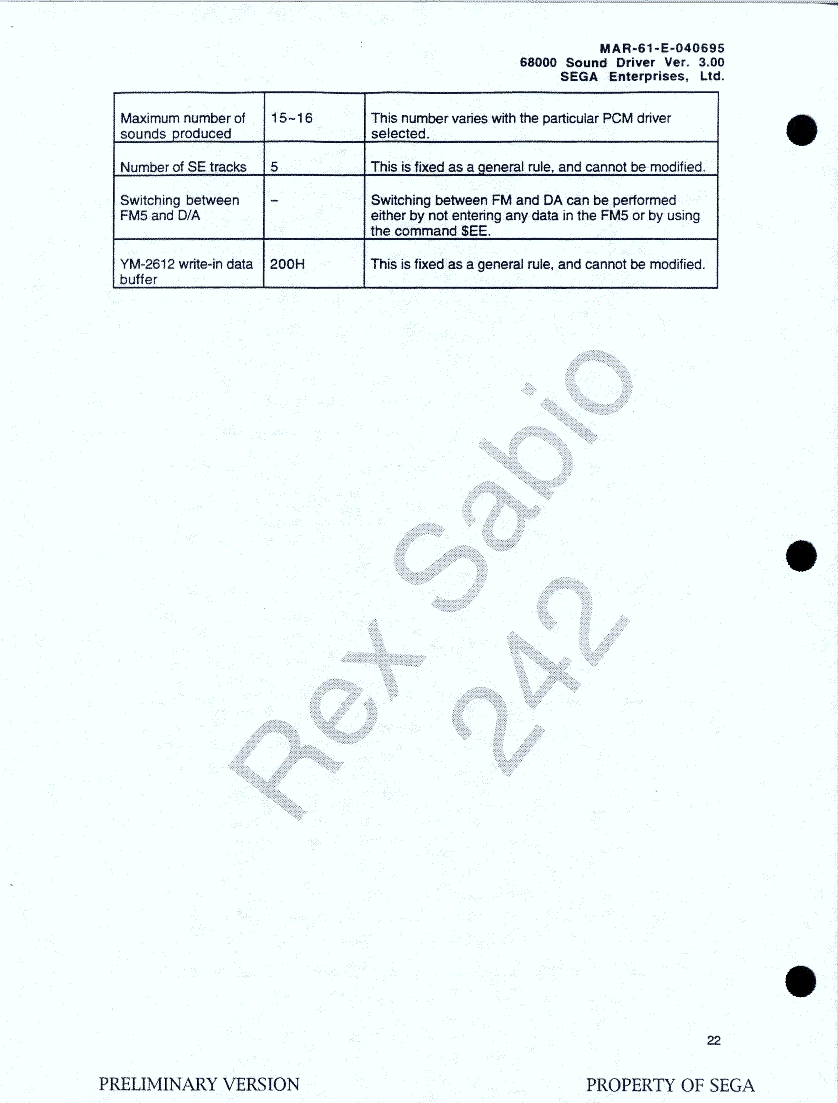 MAR-61-E-040695
68000 Sound Driver Ver. 3.00
SEGA Enterprises, Ltd.
Maximum number of sounds produced 15~16 This number varies with the particular PCM driver selected.
Number of SE tracks 5 This is fixed as a general rule, and cannot be modified.
Switching between FM5 and D/A – Switching between FM and DA can be performed either by not entering any data in the FM5 or by using the command $EE.
YM-2612 write-in data buffer 200H This is fixed as a general rule, and cannot be modified.
Rex Sabio
242
22
PRELIMINARY VERSION PROPERTY OF SEGA